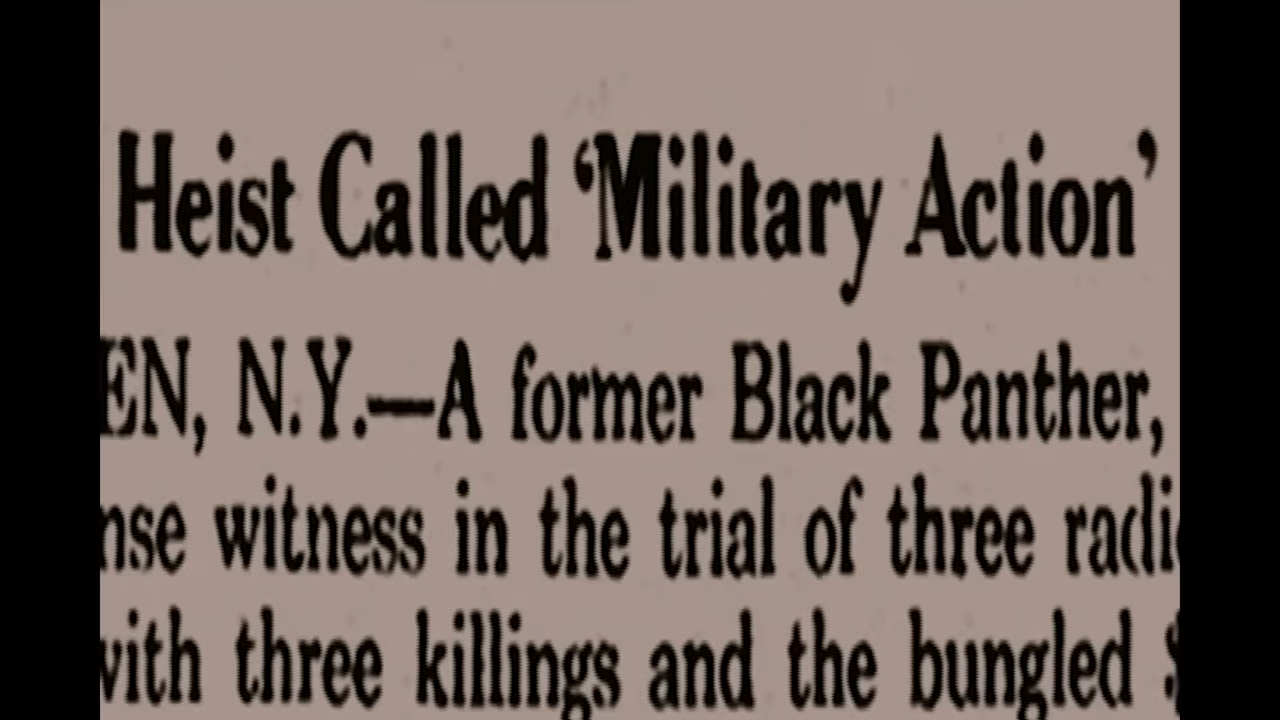 Heist Called ‘Military Action’
EN, N.Y.—A former Black Panther,
nse witness in the trial of three radi
with three killings and the bungled $